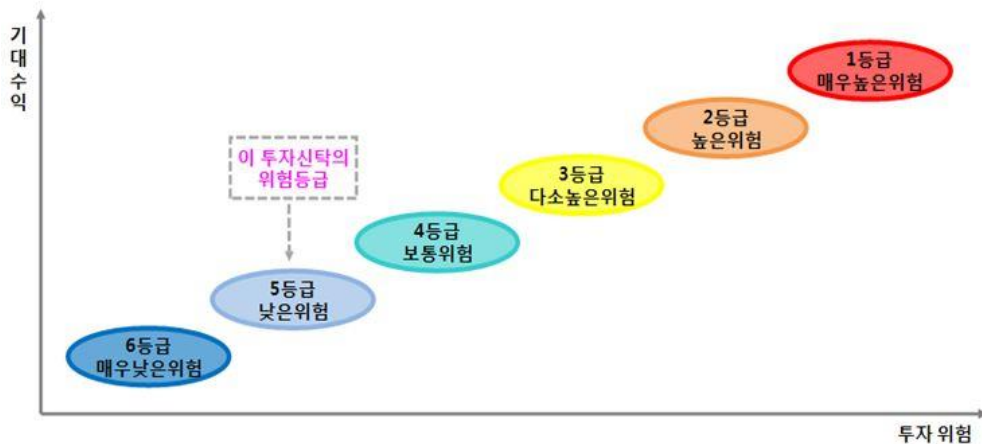 기대수익
1등급
매우높은위험
2등급
높은위험
이 투자신탁의
위험등급
3등급
다소높은위험
4등급
보통위험
5등급
낮은위험
6등급
매우낮은위험
투자 위험